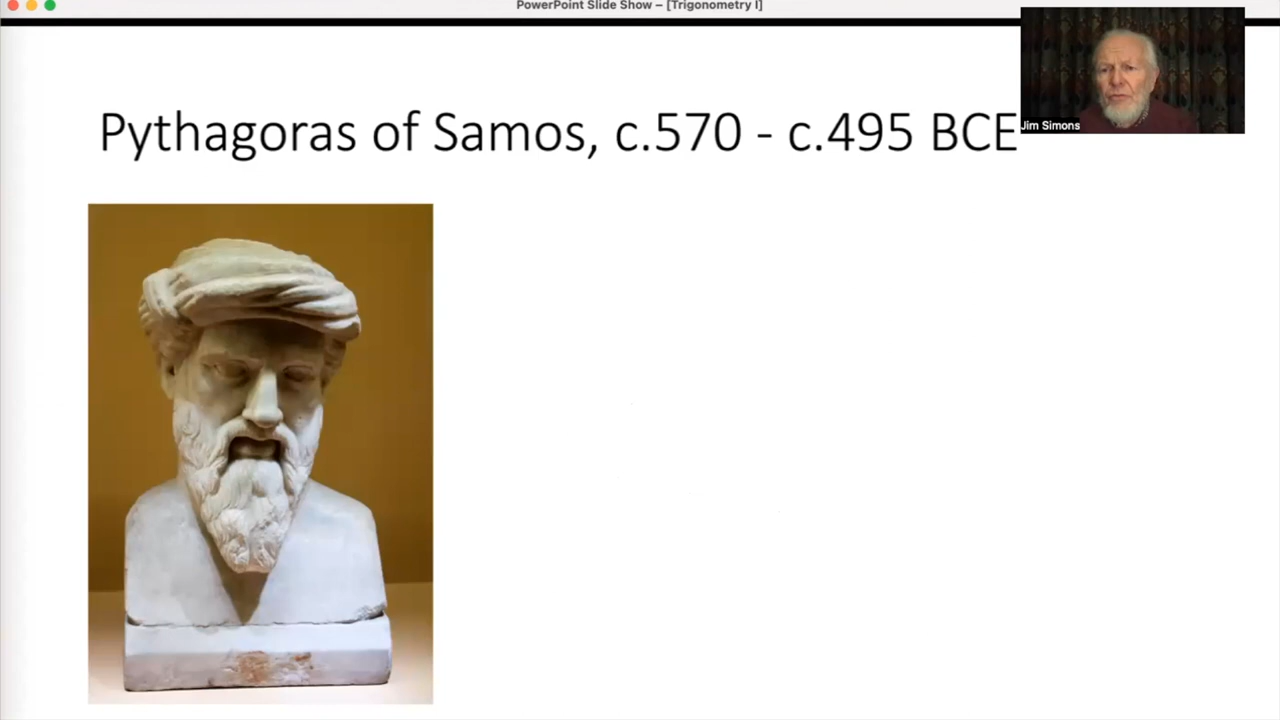 PowerPoint Slide Show – [Trigonometry I]
Pythagoras of Samos, c.570 - c.495 BCE
Jim Simons